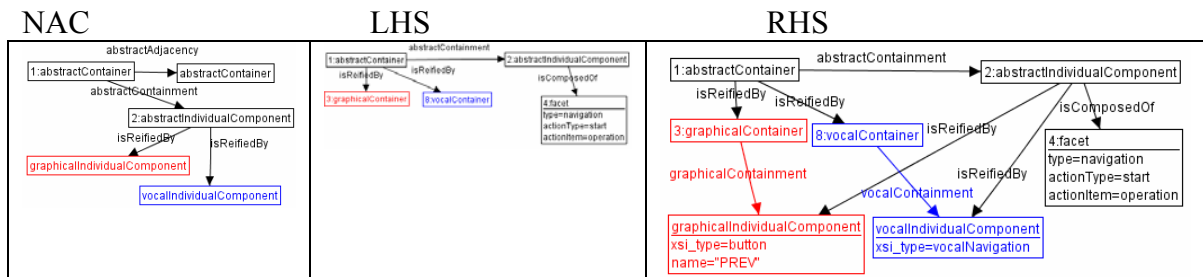 NAC
LHS
RHS
abstractAdjacency
1:abstractContainer
abstractContainer
abstractContainment
2:abstractIndividualComponent
isReifiedBy
isReifiedBy
graphicalIndividualComponent
vocalIndividualComponent
abstractContainment
1:abstractContainer
2:abstractIndividualComponent
isReifiedBy
isReifiedBy
isComposedOf
3:graphicalContainer
8:vocalContainer
4:facet
type=navigation
actionType=start
actionItem=operation
abstractContainment
1:abstractContainer
2:abstractIndividualComponent
isReifiedBy
isReifiedBy
isComposedOf
3:graphicalContainer
8:vocalContainer
isReifiedBy
4:facet
type=navigation
actionType=start
actionItem=operation
graphicalContainment
isReifiedBy
vocalContainment
graphicalIndividualComponent
xsi_type=button
name="PREV"
vocalIndividualComponent
xsi_type=vocalNavigation